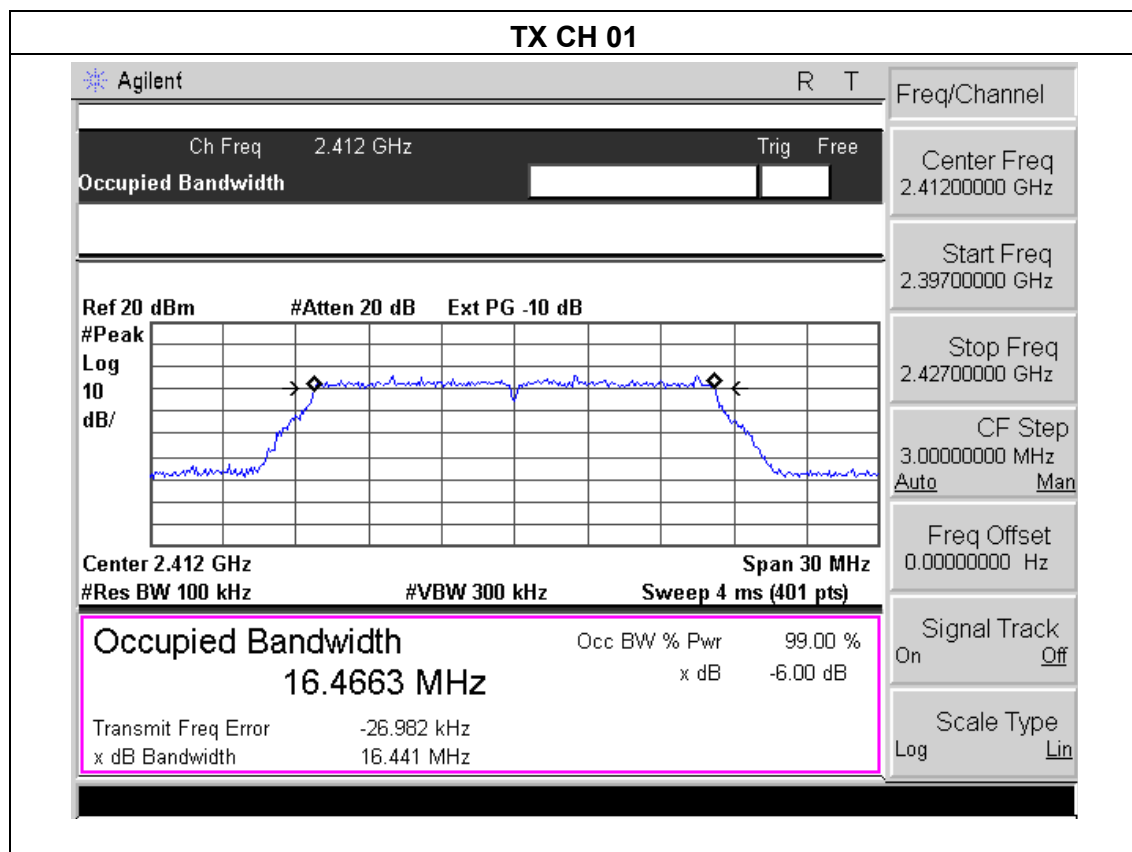 TX CH 01
Agilent R T
Ch Freq 2.412 GHz Trig Free
Occupied Bandwidth
Ref 20 dBm #Atten 20 dB Ext PG -10 dB
#Peak
Log
10
dB/
Center 2.412 GHz Span 30 MHz
#Res BW 100 kHz #VBW 300 kHz Sweep 4 ms (401 pts)
Occupied Bandwidth
16.4663 MHz
Occ BW % Pwr 99.00 %
x dB -6.00 dB
Transmit Freq Error -26.982 kHz
x dB Bandwidth 16.441 MHz
Freq/Channel
Center Freq
2.41200000 GHz
Start Freq
2.39700000 GHz
Stop Freq
2.42700000 GHz
CF Step
3.00000000 MHz
Auto Man
Freq Offset
0.00000000 Hz
Signal Track
On Off
Scale Type
Log Lin